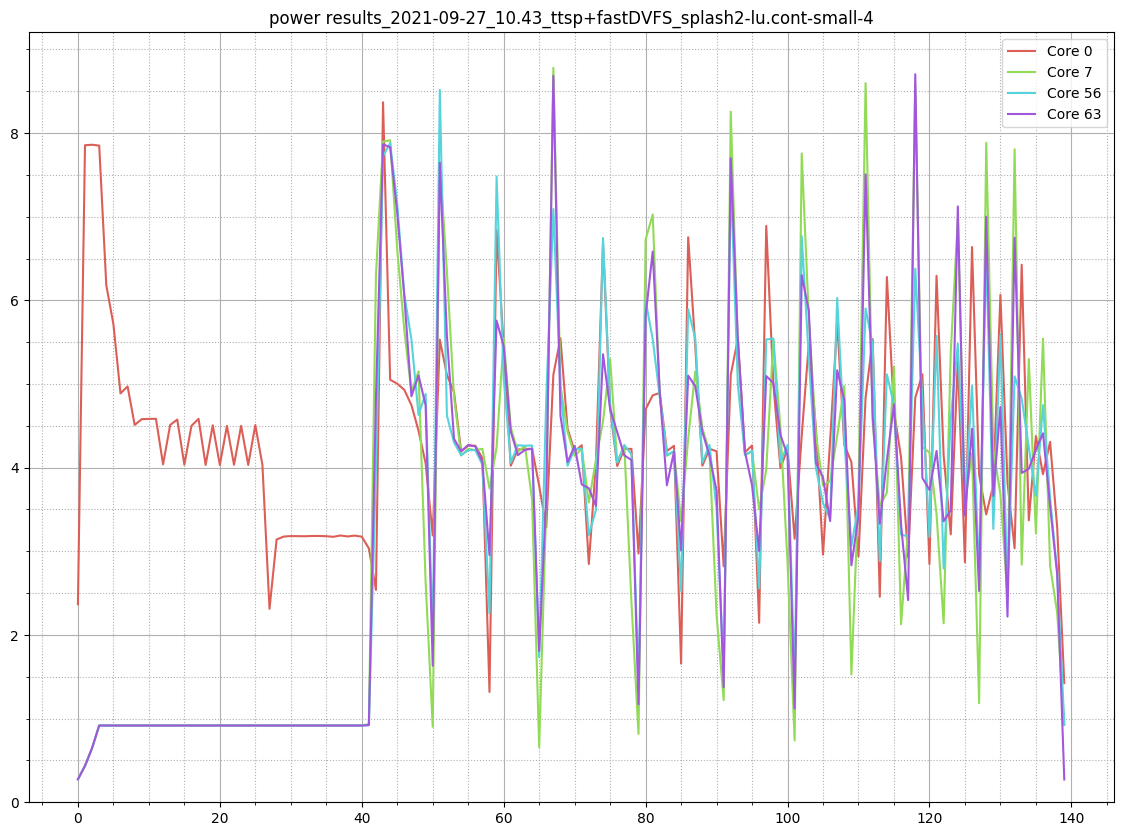 power results_2021-09-27_10.43_ttsp+fastDVFS_splash2-lu.cont-small-4
Core 0
Core 7
Core 56
Core 63
8
6
4
2
0
0 20 40 60 80 100 120 140